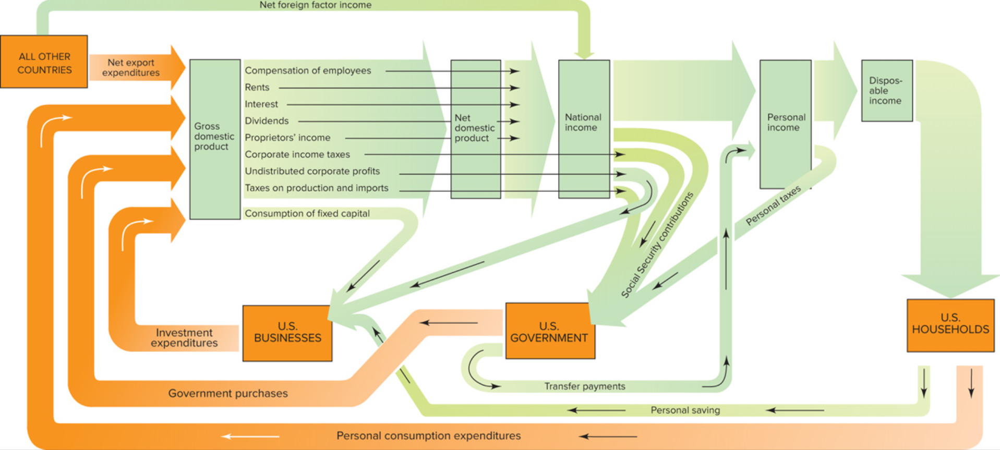 Net foreign factor income
ALL OTHER
COUNTRIES
Net export
expenditures
Gross
domestic
product
Compensation of employees
Rents
Interest
Dividends
Proprietors' income
Corporate income taxes
Undistributed corporate profits
Taxes on production and imports
Consumption of fixed capital
Net
domestic
product
National
income
Personal
income
Dispos-
able
income
Social Security contributions
Personal taxes
Investment
expenditures
U.S.
BUSINESSES
U.S.
GOVERNMENT
U.S.
HOUSEHOLDS
Government purchases
Transfer payments
Personal saving
Personal consumption expenditures